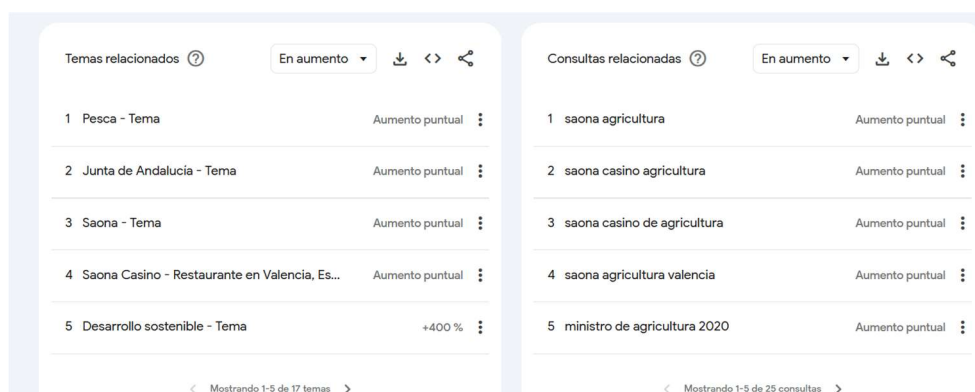 Temas relacionados
En aumento
1 Pesca - Tema Aumento puntual
2 Junta de Andalucía - Tema Aumento puntual
3 Saona - Tema Aumento puntual
4 Saona Casino - Restaurante en Valencia, Es... Aumento puntual
5 Desarrollo sostenible - Tema +400 %
Mostrando 1-5 de 17 temas
Consultas relacionadas
En aumento
1 saona agricultura Aumento puntual
2 saona casino agricultura Aumento puntual
3 saona casino de agricultura Aumento puntual
4 saona agricultura valencia Aumento puntual
5 ministro de agricultura 2020 Aumento puntual
Mostrando 1-5 de 25 consultas